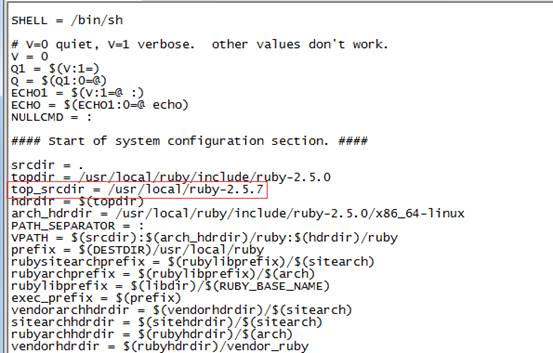 SHELL = /bin/sh
# V=0 quiet, V=1 verbose.  other values don't work.
V = 0
Q1 = $(V:1=)
Q = $(Q1:0=@)
ECHO1 = $(V:1=@ :)
ECHO = $(ECHO1:0=@ echo)
NULLCMD = :
#### Start of system configuration section. ####
srcdir = .
topdir = /usr/local/ruby/include/ruby-2.5.0
top_srcdir = /usr/local/ruby-2.5.7
hdrdir = $(topdir)
arch_hdrdir = /usr/local/ruby/include/ruby-2.5.0/x86_64-linux
PATH_SEPARATOR = :
VPATH = $(srcdir):$(arch_hdrdir)/ruby:$(hdrdir)/ruby
prefix = $(DESTDIR)/usr/local/ruby
rubysitearchprefix = $(rubylibprefix)/$(sitearch)
rubyarchprefix = $(rubylibprefix)/$(arch)
rubylibprefix = $(libdir)/$(RUBY_BASE_NAME)
exec_prefix = $(prefix)
vendorarchhdrdir = $(vendorhdrdir)/$(sitearch)
sitearchhdrdir = $(sitehdrdir)/$(sitearch)
rubyarchhdrdir = $(rubyhdrdir)/$(arch)
vendorhdrdir = $(rubyhdrdir)/vendor_ruby